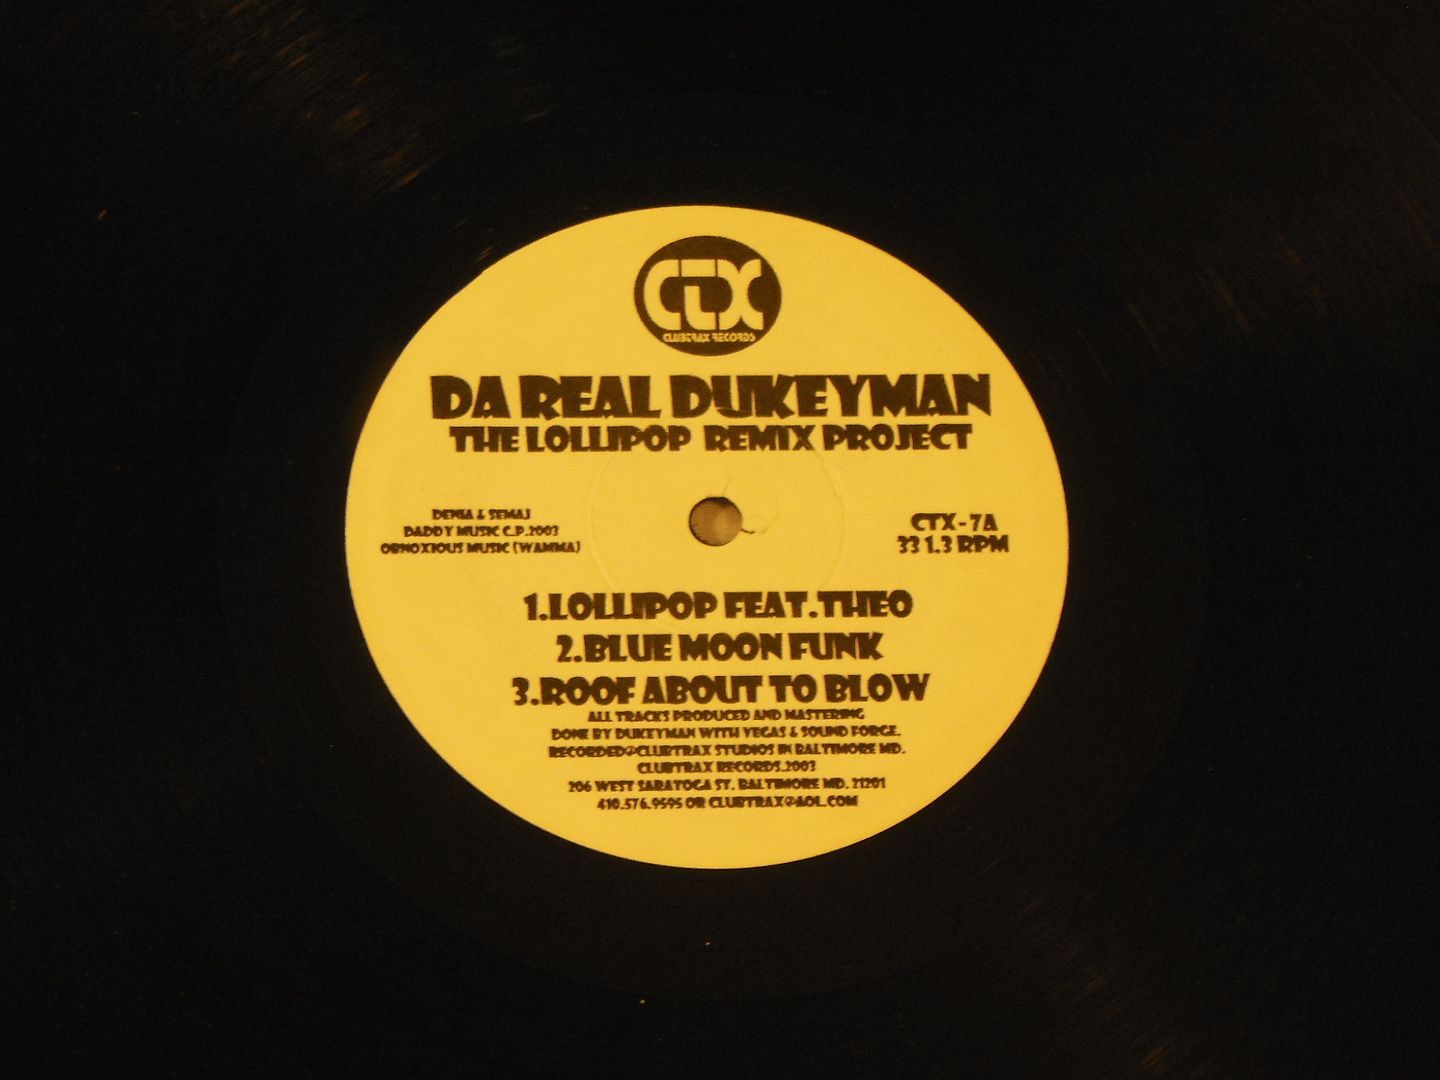 CTX
CLUBTRAX RECORDS
DA REAL DUKEYMAN
THE LOLLIPOP REMIX PROJECT
DENIA & SEMAJ
DADDY MUSIC C.P.2003
OBNOXIOUS MUSIC (WAMMA)
CTX-7A
33 1.3 RPM
1.LOLLIPOP FEAT.THEO
2.BLUE MOON FUNK
3.ROOF ABOUT TO BLOW
ALL TRACKS PRODUCED AND MASTERING
DONE BY DUKEYMAN WITH VEGAS & SOUND FORGE.
RECORDED@CLUBTRAX STUDIOS IN BALTIMORE MD.
CLUBTRAX RECORDS.2003
206 WEST SARATOGA ST. BALTIMORE MD. 21201
410.576.9595 OR CLUBTRAX@AOL.COM